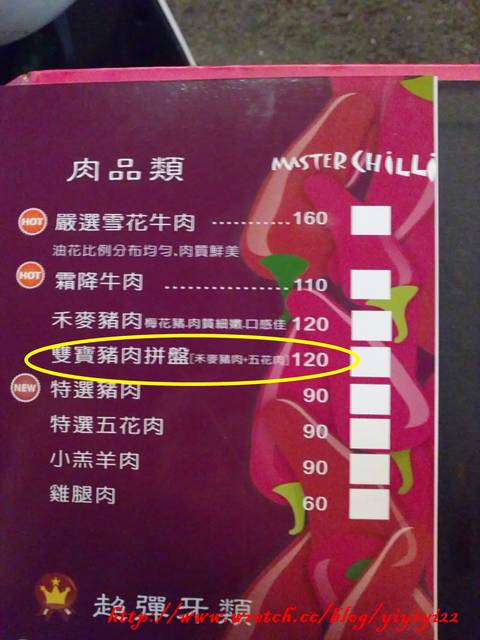 MASTER CHILLI
肉品類
HOT 嚴選雪花牛肉 ............ 160
油花比例分布均勻.肉質鮮美
HOT 霜降牛肉 .................... 110
禾麥豬肉 梅花豬.肉質細嫩.口感佳 120
雙寶豬肉拼盤[禾麥豬肉+五花肉] 120
NEW 特選豬肉 90
特選五花肉 90
小羔羊肉 90
雞腿肉 60
超彈牙類
http://www.wretch.cc/blog/yiyiyi22